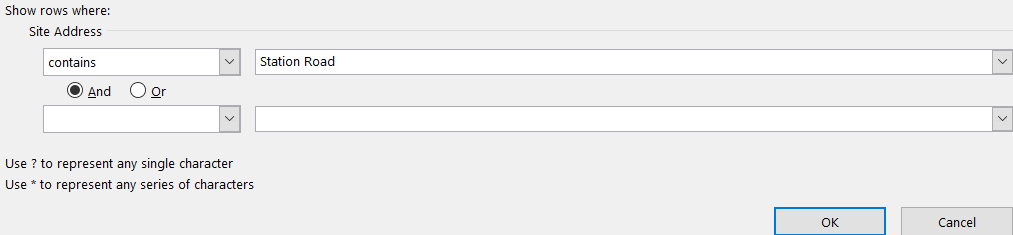 Show rows where:
Site Address
contains Station Road
And Or
Use ? to represent any single character
Use * to represent any series of characters
OK Cancel